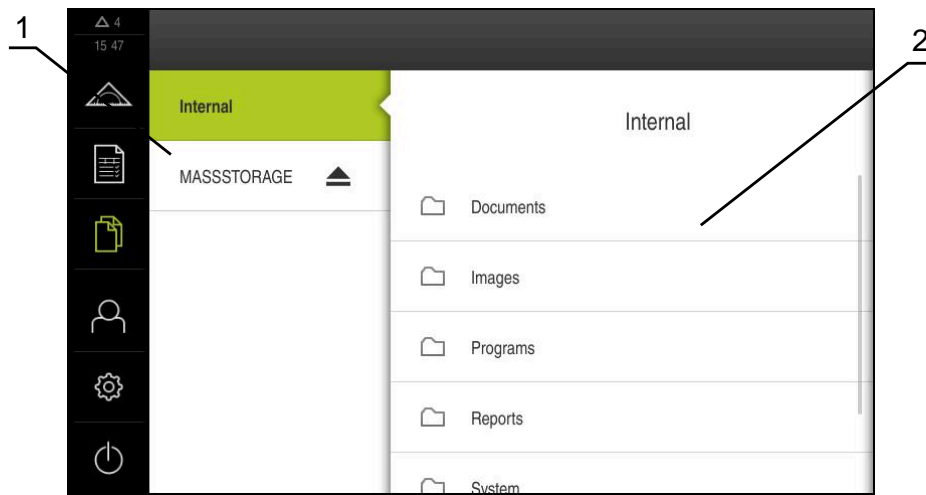 1
4
15 47
2
Internal
Internal
MASSSTORAGE
Documents
Images
Programs
Reports
System